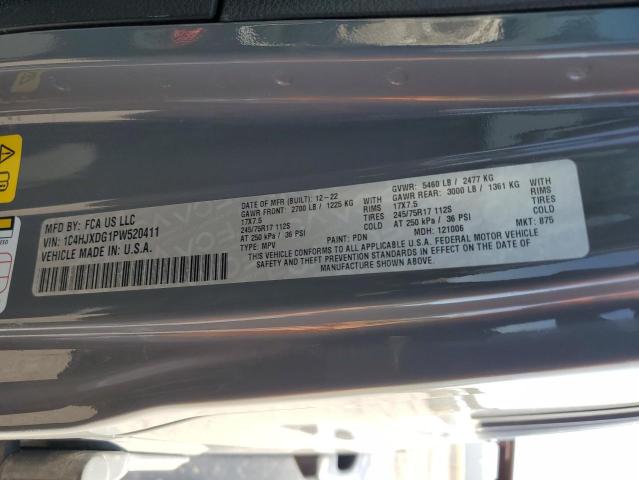 MFD BY: FCA US LLC
VIN: 1C4HJXDG1PW520411
VEHICLE MADE IN: U.S.A.
DATE OF MFR (BUILT): 12-22
GAWR FRONT: 2700 LB / 1225 KG WITH
17X7.5 RIMS
245/75R17 112S TIRES
AT 250 kPa / 36 PSI COLD
TYPE: MPV PAINT: PDN
GVWR: 5460 LB / 2477 KG
GAWR REAR: 3000 LB / 1361 KG WITH
17X7.5 RIMS
245/75R17 112S TIRES
AT 250 kPa / 36 PSI COLD
MDH: 121006 MKT: B75
THIS VEHICLE CONFORMS TO ALL APPLICABLE U.S.A. FEDERAL MOTOR VEHICLE
SAFETY, BUMPER, AND THEFT PREVENTION STANDARDS IN EFFECT ON THE DATE OF
MANUFACTURE SHOWN ABOVE.